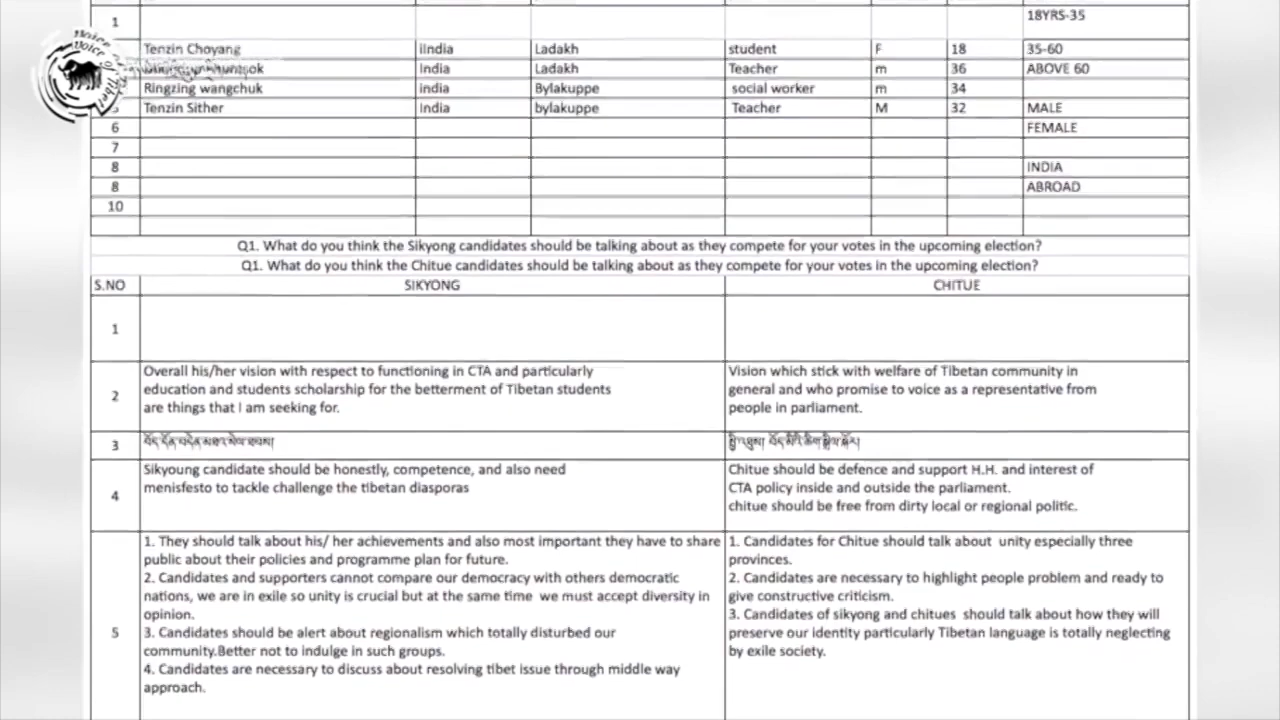 1 18YRS-35
Tenzin Choyang iIndia Ladakh student F 18 35-60
India Ladakh Teacher m 36 ABOVE 60
Ringzing wangchuk india Bylakuppe social worker m 34
Tenzin Sither India bylakuppe Teacher M 32 MALE
6 FEMALE
7
8 INDIA
8 ABROAD
10
Q1. What do you think the Sikyong candidates should be talking about as they compete for your votes in the upcoming election?
Q1. What do you think the Chitue candidates should be talking about as they compete for your votes in the upcoming election?
S.NO SIKYONG CHITUE
1
2
Overall his/her vision with respect to functioning in CTA and particularly
education and students scholarship for the betterment of Tibetan students
are things that I am seeking for.
Vision which stick with welfare of Tibetan community in
general and who promise to voice as a representative from
people in parliament.
3
བོད་དོན་བདེན་མཐའ་སེལ་ཐབས།
4
Sikyoung candidate should be honestly, competence, and also need
menisfesto to tackle challenge the tibetan diasporas
Chitue should be defence and support H.H. and interest of
CTA policy inside and outside the parliament.
chitue should be free from dirty local or regional politic.
5
1. They should talk about his/ her achievements and also most important they have to share
public about their policies and programme plan for future.
2. Candidates and supporters cannot compare our democracy with others democratic
nations, we are in exile so unity is crucial but at the same time we must accept diversity in
opinion.
3. Candidates should be alert about regionalism which totally disturbed our
community.Better not to indulge in such groups.
4. Candidates are necessary to discuss about resolving tibet issue through middle way
approach.
1. Candidates for Chitue should talk about unity especially three
provinces.
2. Candidates are necessary to highlight people problem and ready to
give constructive criticism.
3. Candidates of sikyong and chitues should talk about how they will
preserve our identity particularly Tibetan language is totally neglecting
by exile society.
Voice of Tibet